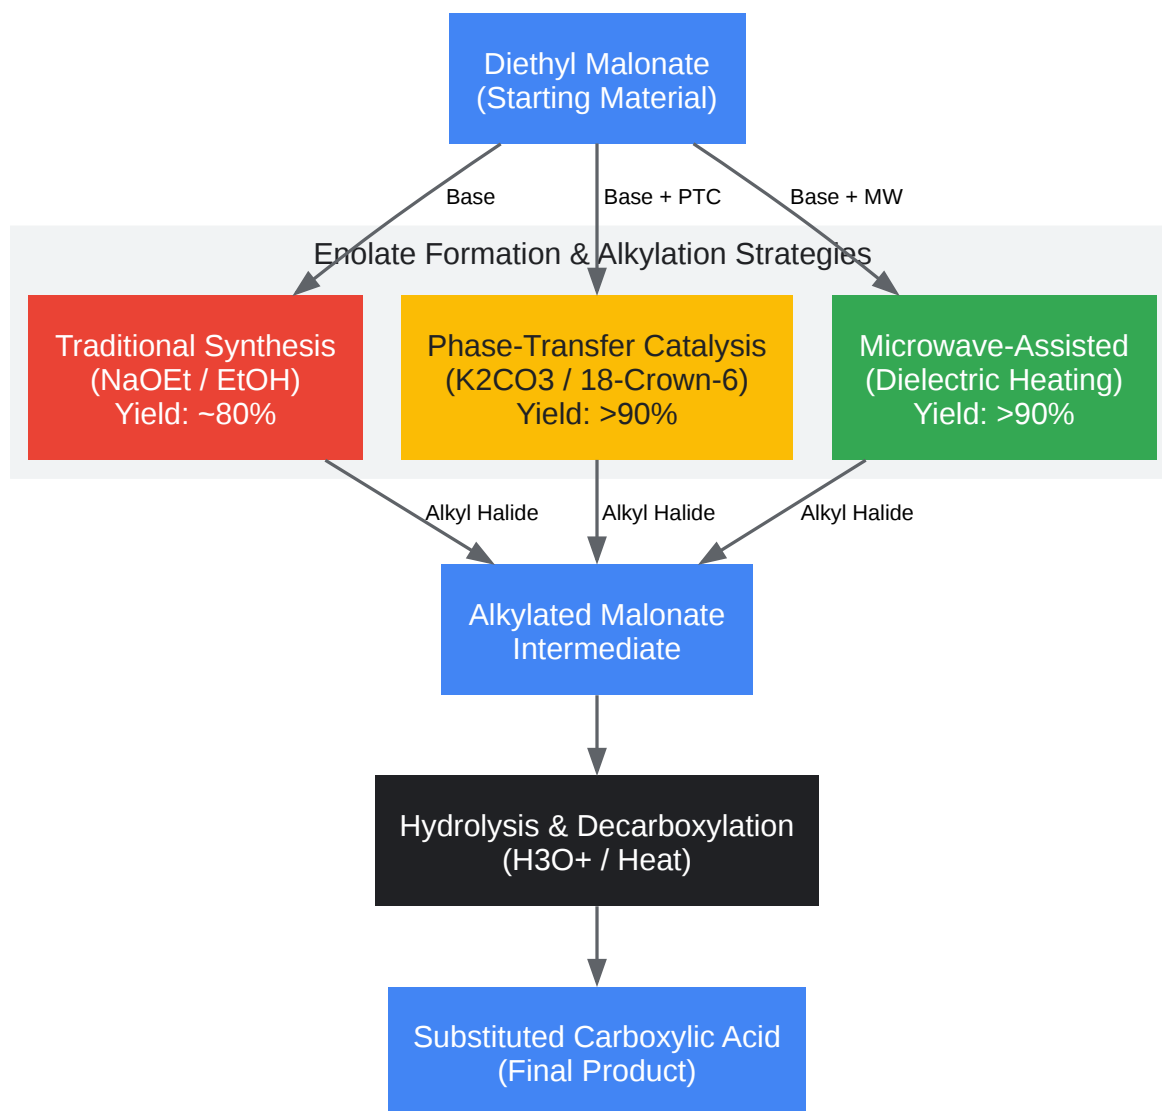 Diethyl Malonate
(Starting Material)
Base
Base + PTC
Base + MW
Enolate Formation & Alkylation Strategies
Traditional Synthesis
(NaOEt / EtOH)
Yield: ~80%
Phase-Transfer Catalysis
(K2CO3 / 18-Crown-6)
Yield: >90%
Microwave-Assisted
(Dielectric Heating)
Yield: >90%
Alkyl Halide
Alkyl Halide
Alkyl Halide
Alkylated Malonate
Intermediate
Hydrolysis & Decarboxylation
(H3O+ / Heat)
Substituted Carboxylic Acid
(Final Product)